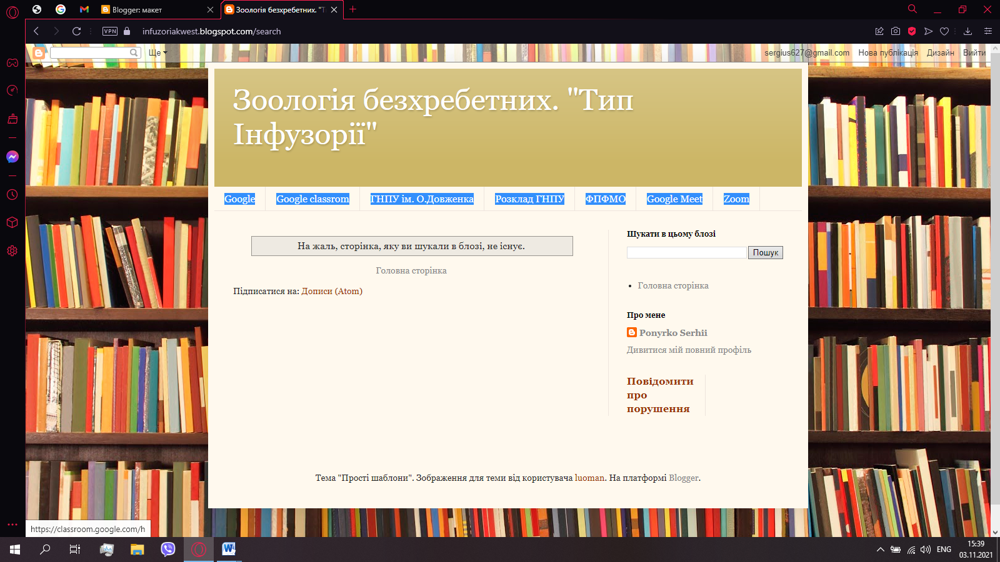 Blogger: макет
Зоологія безхребетних. "Т
VPN
infuzoriakwest.blogspot.com/search
Ще
sergius627@gmail.com
Нова публікація
Дизайн
Вийти
Зоологія безхребетних. "Тип
Інфузорії"
Google
Google classrom
ГНПУ ім. О.Довженка
Розклад ГНПУ
ФПФМО
Google Meet
Zoom
На жаль, сторінка, яку ви шукали в блозі, не існує.
Головна сторінка
Підписатися на: Дописи (Atom)
Шукати в цьому блозі
Пошук
Головна сторінка
Про мене
Ponyrko Serhii
Дивитися мій повний профіль
Повідомити
про
порушення
Тема "Прості шаблони". Зображення для теми від користувача luoman. На платформі Blogger.
https://classroom.google.com/h
ENG
15:39
03.11.2021